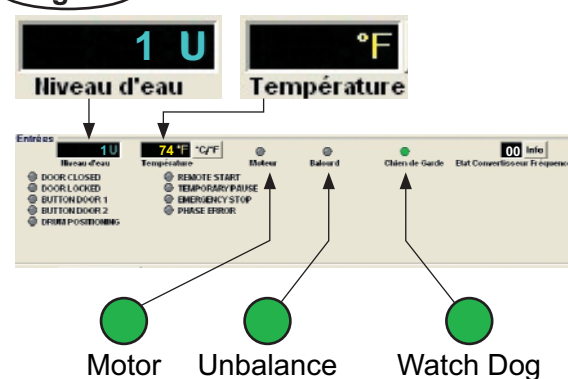 g
1 U
°F
Niveau d'eau
Température
Entrées
1 U
74 °F
°C/°F
00
Info
Niveau d'eau
Température
Moteur
Balourd
Chien de Garde
Etat Convertisseur Fréquence
DOOR CLOSED
REMOTE START
DOOR LOCKED
TEMPORARY PAUSE
BUTTON DOOR 1
EMERGENCY STOP
BUTTON DOOR 2
PHASE ERROR
DRUM POSITIONING
Motor
Unbalance
Watch Dog